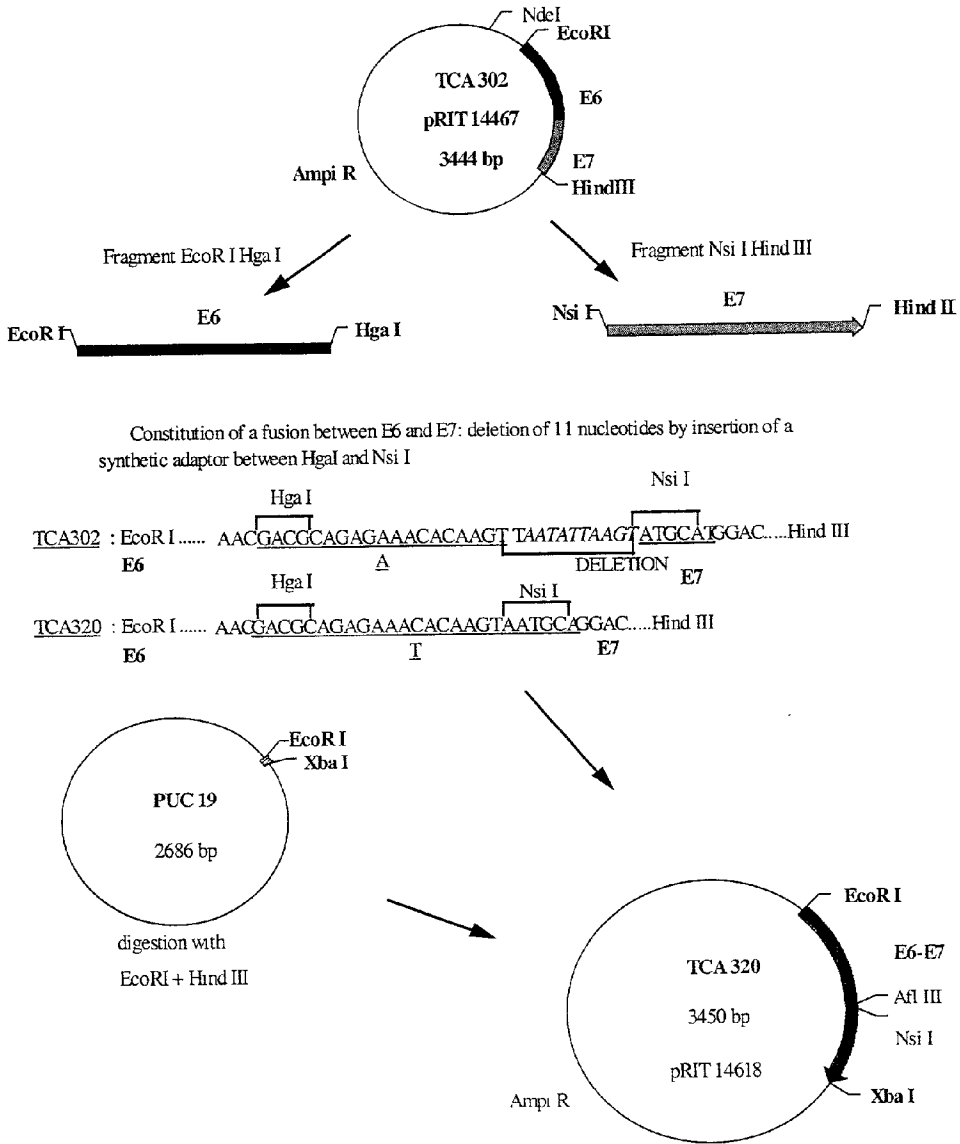 NdeI
EcoRI
TCA 302
pRIT 14467
3444 bp
E6
E7
Ampi R
HindIII
Fragment EcoR I Hga I
Fragment Nsi I Hind III
E6
EcoR I
Hga I
E7
Nsi I
Hind II
Constitution of a fusion between E6 and E7: deletion of 11 nucleotides by insertion of a
synthetic adaptor between HgaI and Nsi I
Hga I
Nsi I
TCA302 : EcoR I ...... AACGACGCAGAGAAACACAAGT TAATATTAAGTATGCATGGAC.....Hind III
E6
A
DELETION
E7
Hga I
Nsi I
TCA320 : EcoR I ...... AACGACGCAGAGAAACACAAGTAATGCAGGAC.....Hind III
E6
T
E7
EcoR I
Xba I
PUC 19
2686 bp
digestion with
EcoRI + Hind III
EcoR I
E6-E7
TCA 320
Afl III
3450 bp
Nsi I
pRIT 14618
Ampi R
Xba I